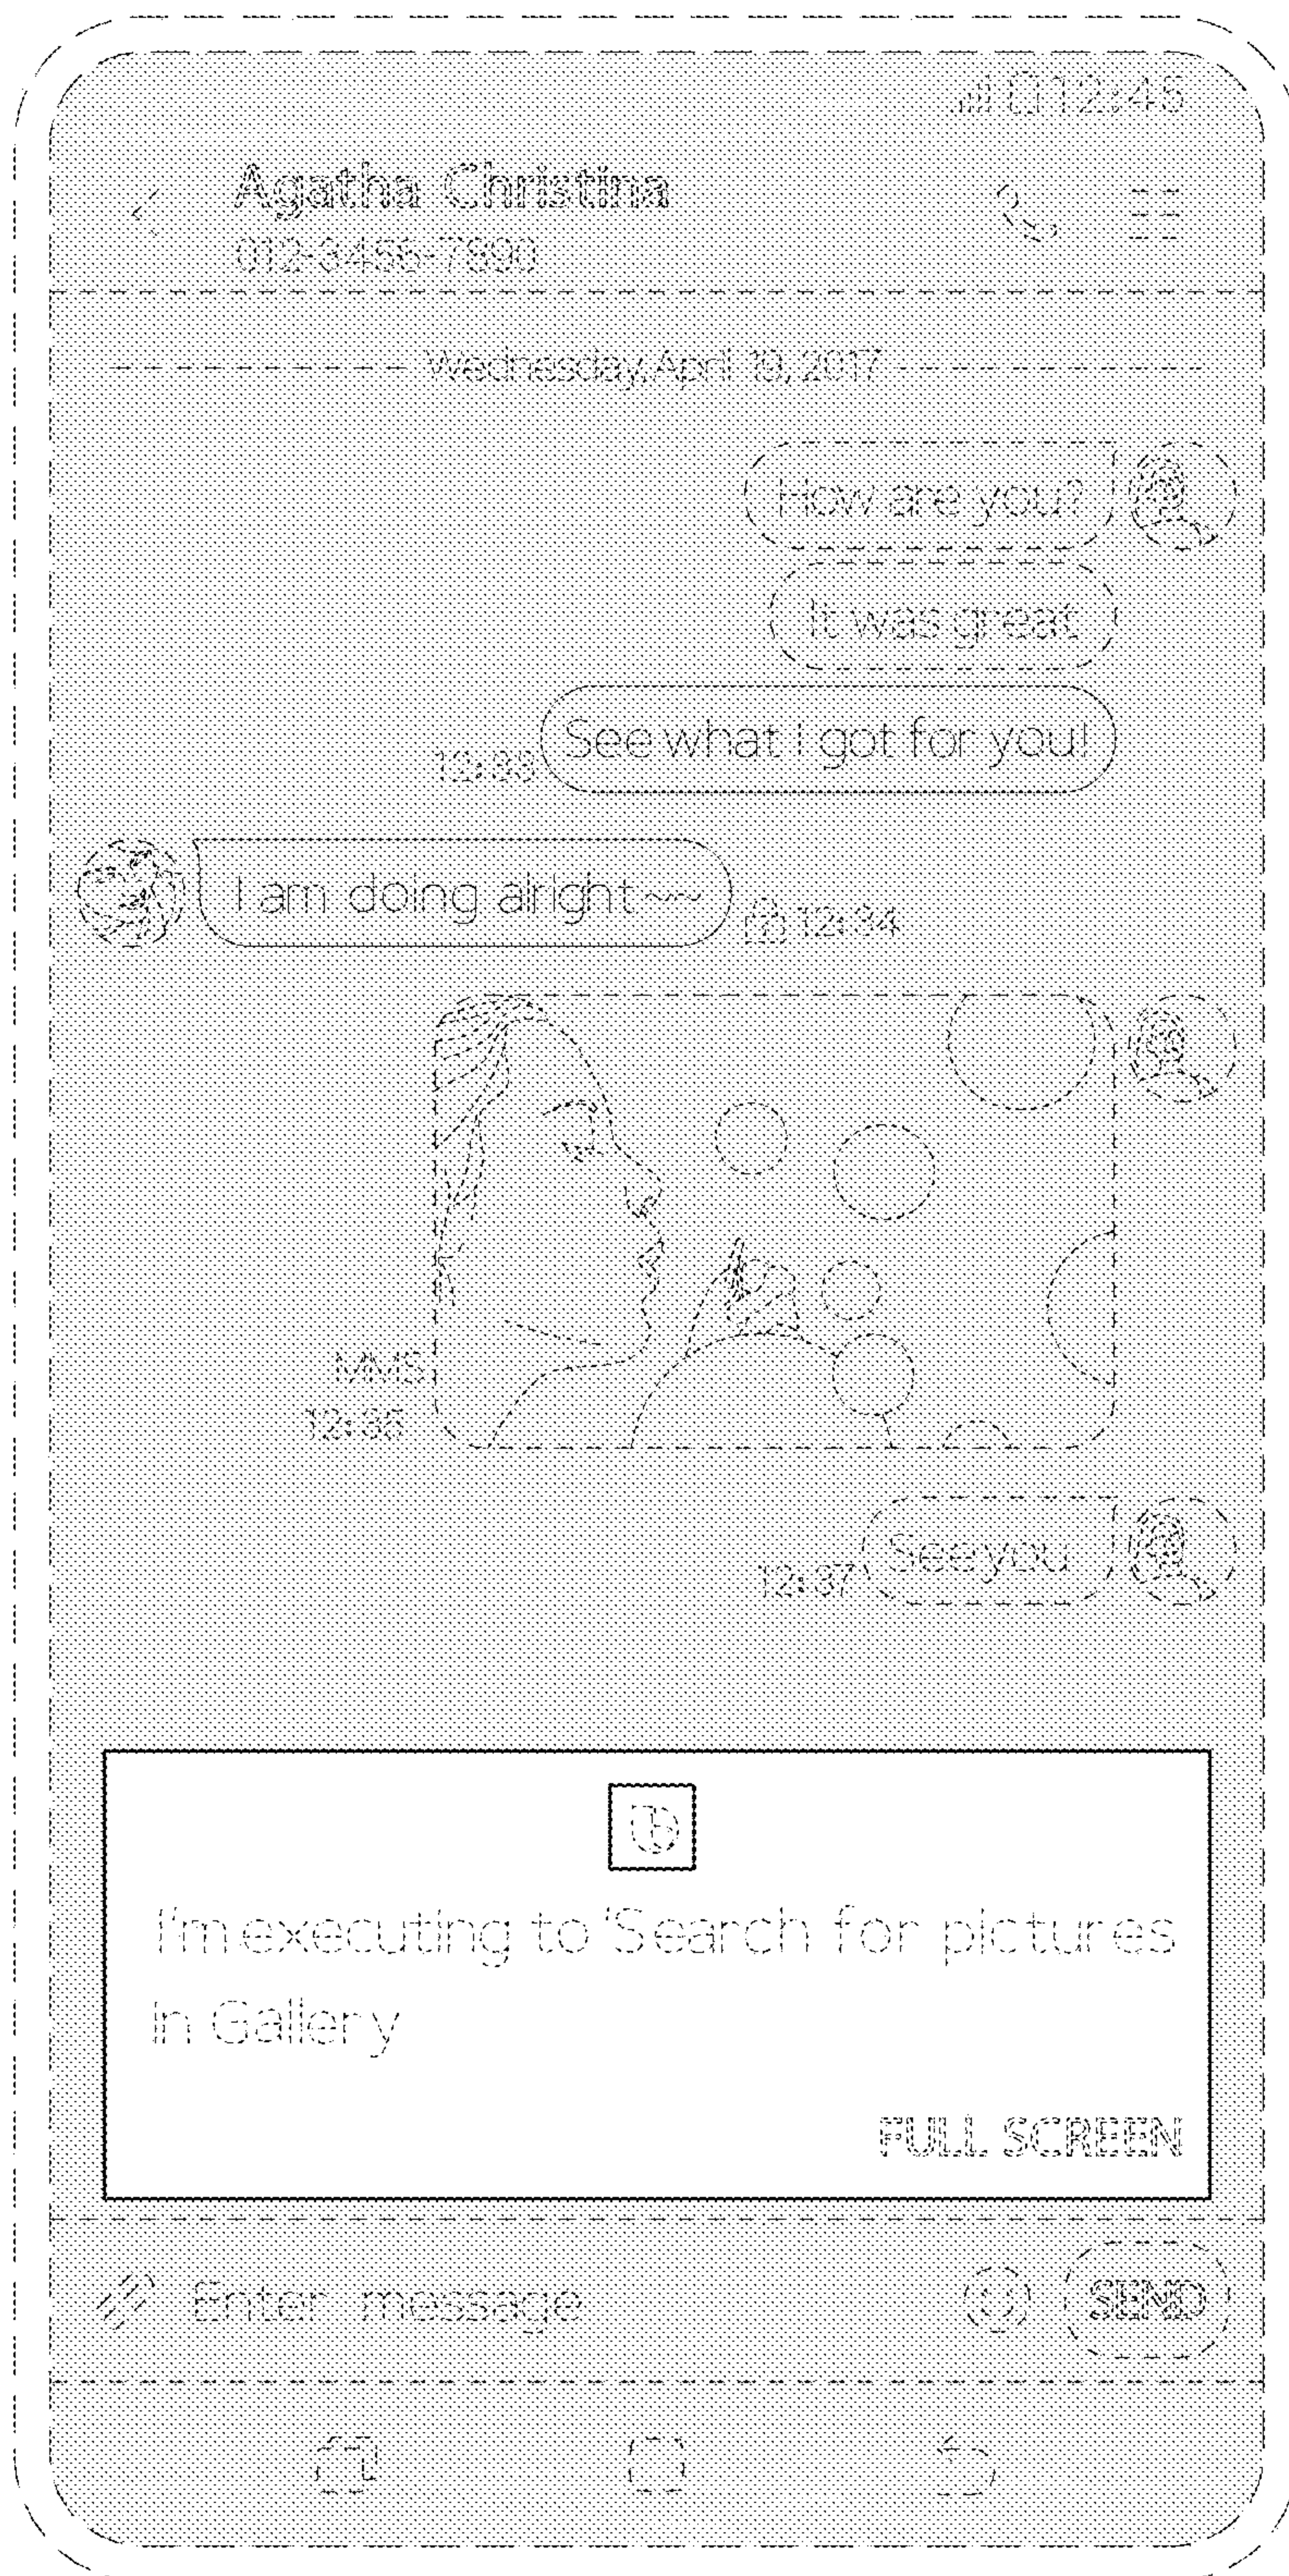 12:45
Agatha Christina
012-3456-7890
Wednesday, April 19, 2017
How are you?
It was great
See what I got for you!
12:33
I am doing alright~~
12:34
MMS
12:35
See you
12:37
I'm executing to 'Search for pictures
in Gallery
FULL SCREEN
Enter message
SEND